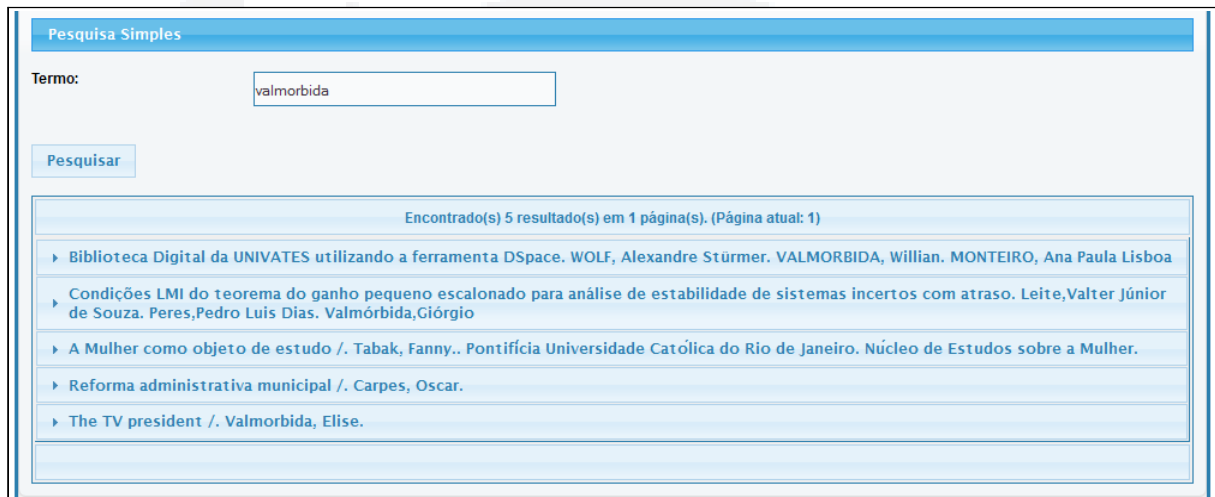 Pesquisa Simples
Termo:
valmorbida
Pesquisar
Encontrado(s) 5 resultado(s) em 1 página(s). (Página atual: 1)
Biblioteca Digital da UNIVATES utilizando a ferramenta DSpace. WOLF, Alexandre Stürmer. VALMORBIDA, Willian. MONTEIRO, Ana Paula Lisboa
Condições LMI do teorema do ganho pequeno escalonado para análise de estabilidade de sistemas incertos com atraso. Leite,Valter Júnior
de Souza. Peres,Pedro Luis Dias. Valmórbida,Giórgio
A Mulher como objeto de estudo /. Tabak, Fanny.. Pontifícia Universidade Católica do Rio de Janeiro. Núcleo de Estudos sobre a Mulher.
Reforma administrativa municipal /. Carpes, Oscar.
The TV president /. Valmorbida, Elise.